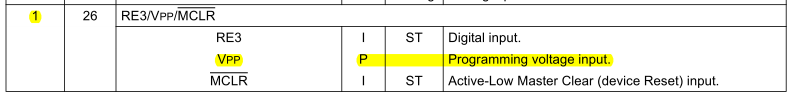 1 26 RE3/VPP/MCLR
RE3 I ST Digital input.
VPP P Programming voltage input.
MCLR I ST Active-Low Master Clear (device Reset) input.